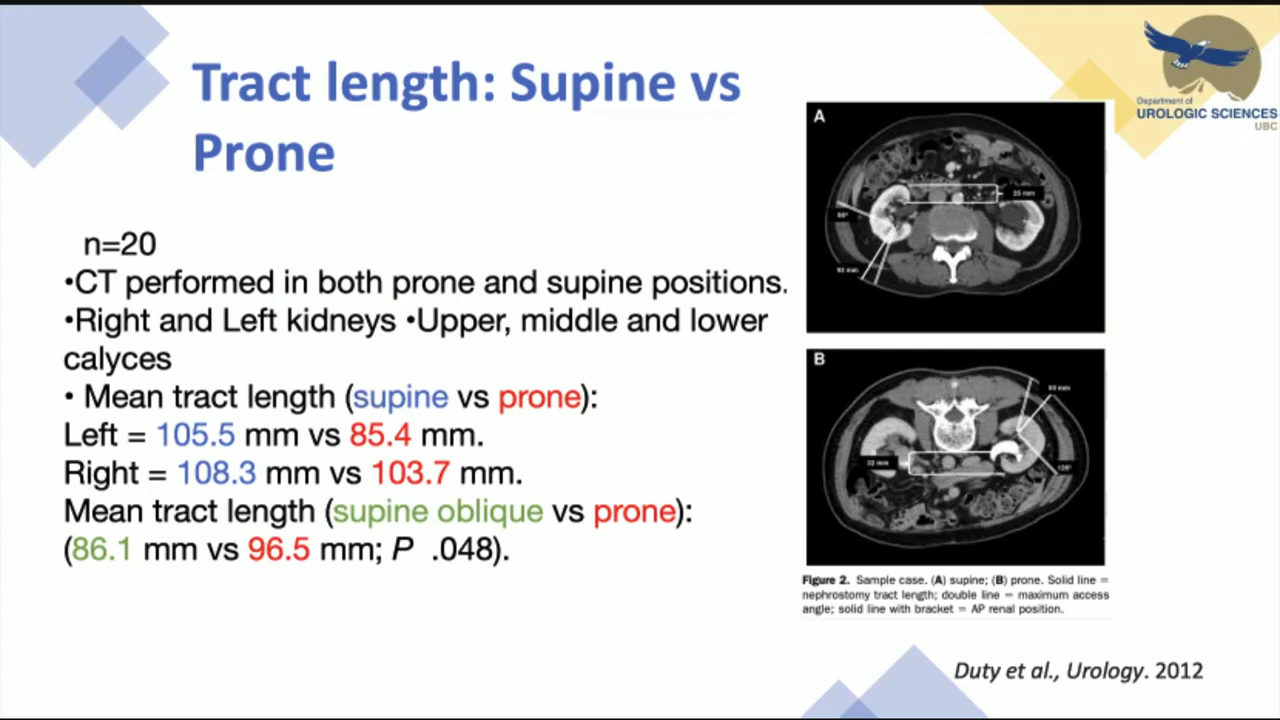 Tract length: Supine vs
Prone
n=20
•CT performed in both prone and supine positions.
•Right and Left kidneys •Upper, middle and lower
calyces
• Mean tract length (supine vs prone):
Left = 105.5 mm vs 85.4 mm.
Right = 108.3 mm vs 103.7 mm.
Mean tract length (supine oblique vs prone):
(86.1 mm vs 96.5 mm; P .048).
Department of
UROLOGIC SCIENCES
UBC
A
35 mm
B
32 mm
Figure 2. Sample case. (A) supine; (B) prone. Solid line =
nephrostomy tract length; double line = maximum access
angle; solid line with bracket = AP renal position.
Duty et al., Urology. 2012